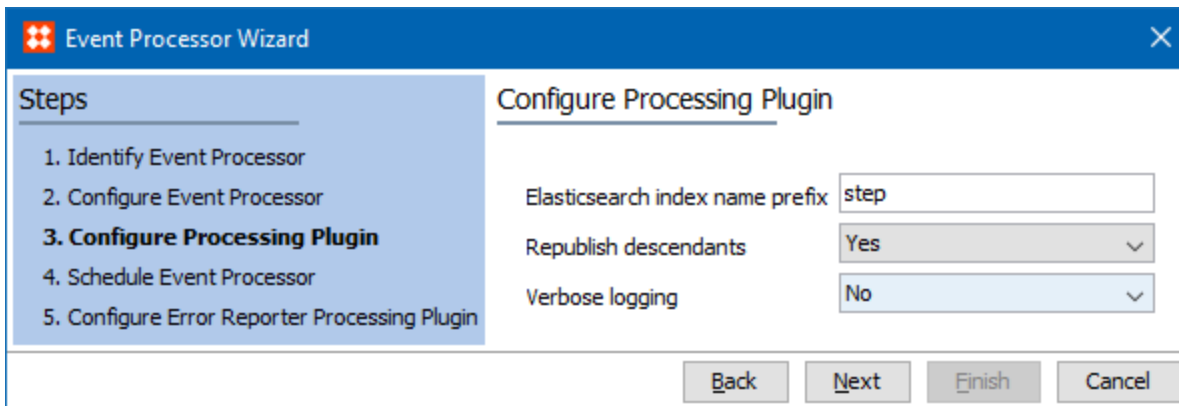 Event Processor Wizard
Steps
1. Identify Event Processor
2. Configure Event Processor
3. Configure Processing Plugin
4. Schedule Event Processor
5. Configure Error Reporter Processing Plugin
Configure Processing Plugin
Elasticsearch index name prefix step
Republish descendants Yes
Verbose logging No
Back Next Finish Cancel